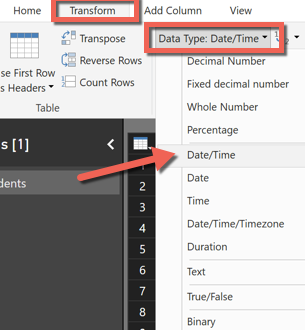 Home Transform Add Column View
Transpose
Data Type: Date/Time
Reverse Rows
se First Row
s Headers
Count Rows
Table
Decimal Number
Fixed decimal number
Whole Number
Percentage
Date/Time
Date
Time
Date/Time/Timezone
Duration
Text
True/False
Binary
s [1]
dents
1
2
3
4
5
6
7
8